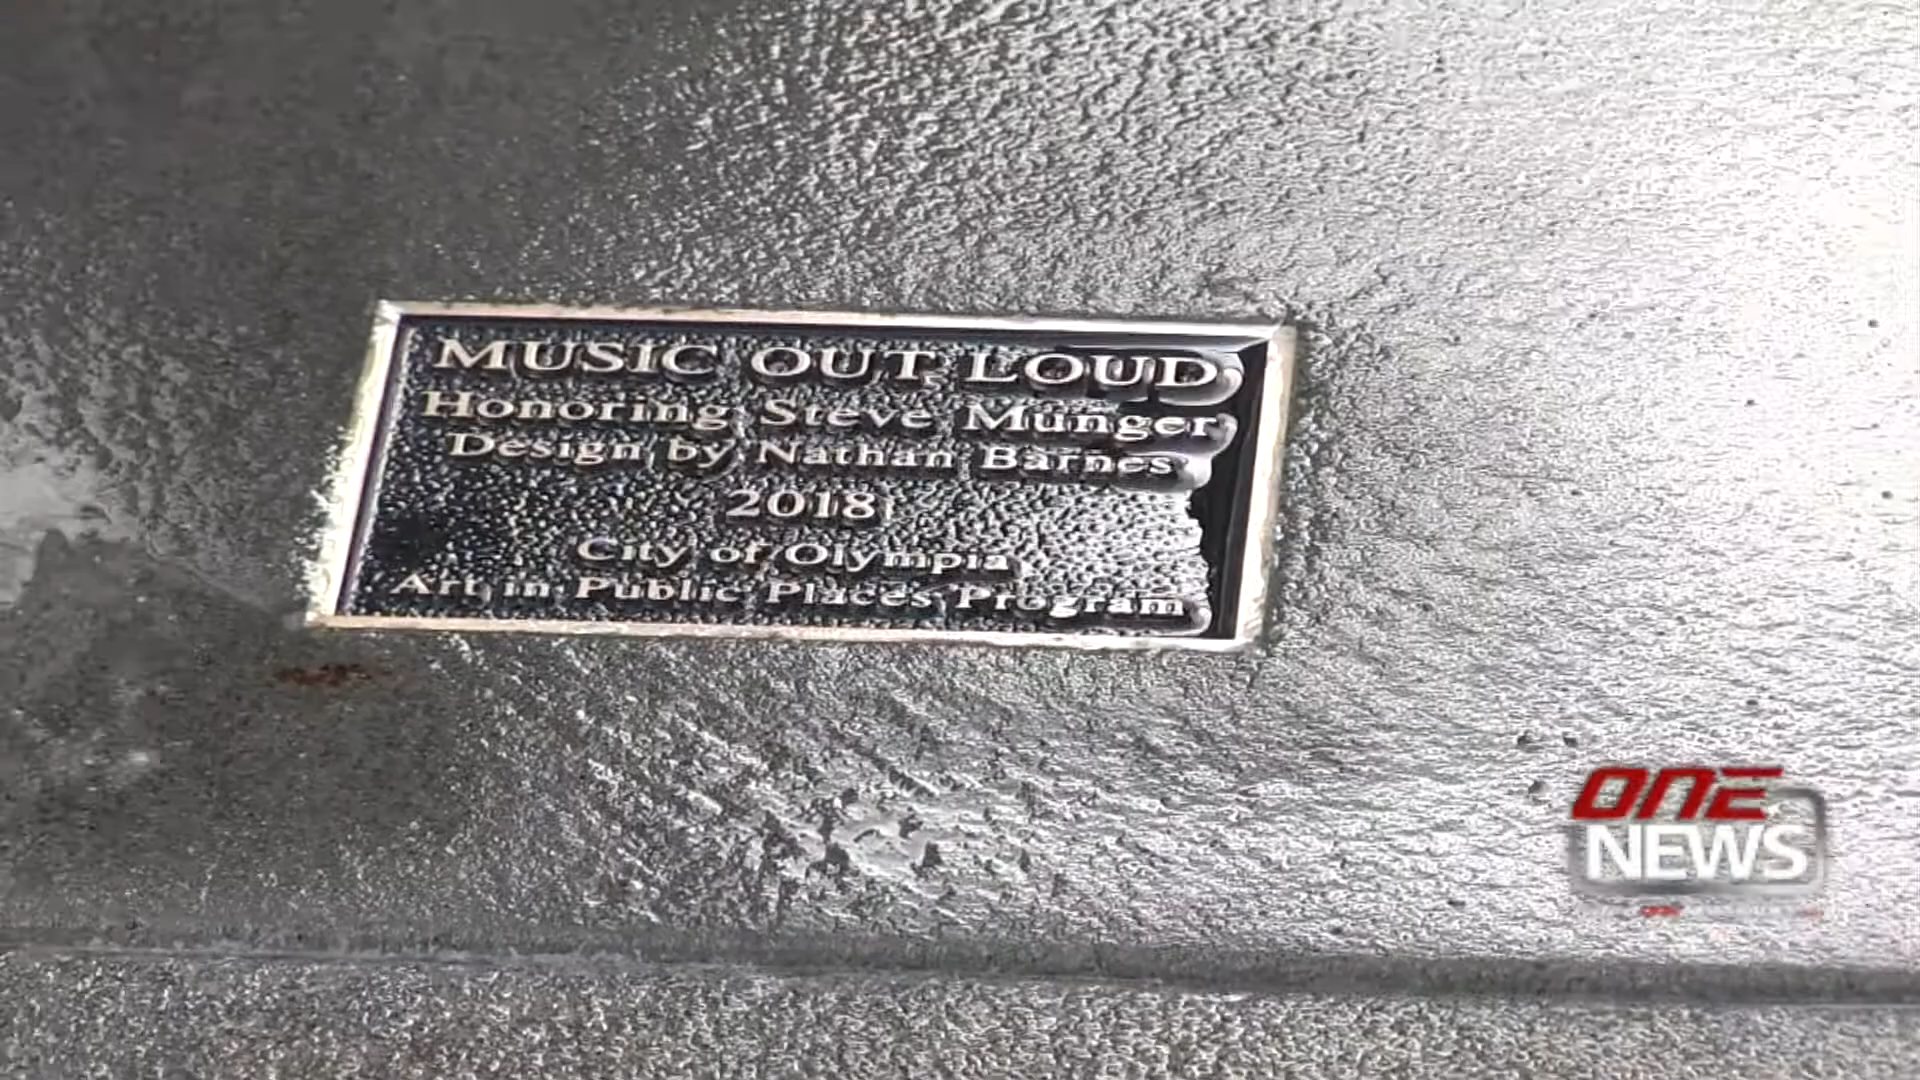 MUSIC OUT LOUD
Honoring Steve Munger
Design by Nathan Barnes
2018
City of Olympia
Art in Public Places Program
ONE
NEWS